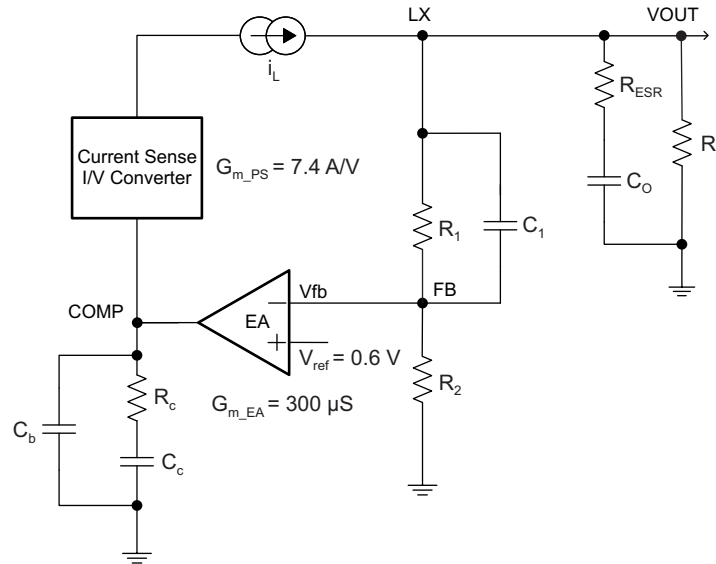 LX
VOUT
i_L
R_ESR
Current Sense
I/V Converter
G_m_PS = 7.4 A/V
R
C_O
R_1
C_1
COMP
Vfb
FB
EA
V_ref = 0.6 V
R_2
R_c
G_m_EA = 300 µS
C_b
C_c